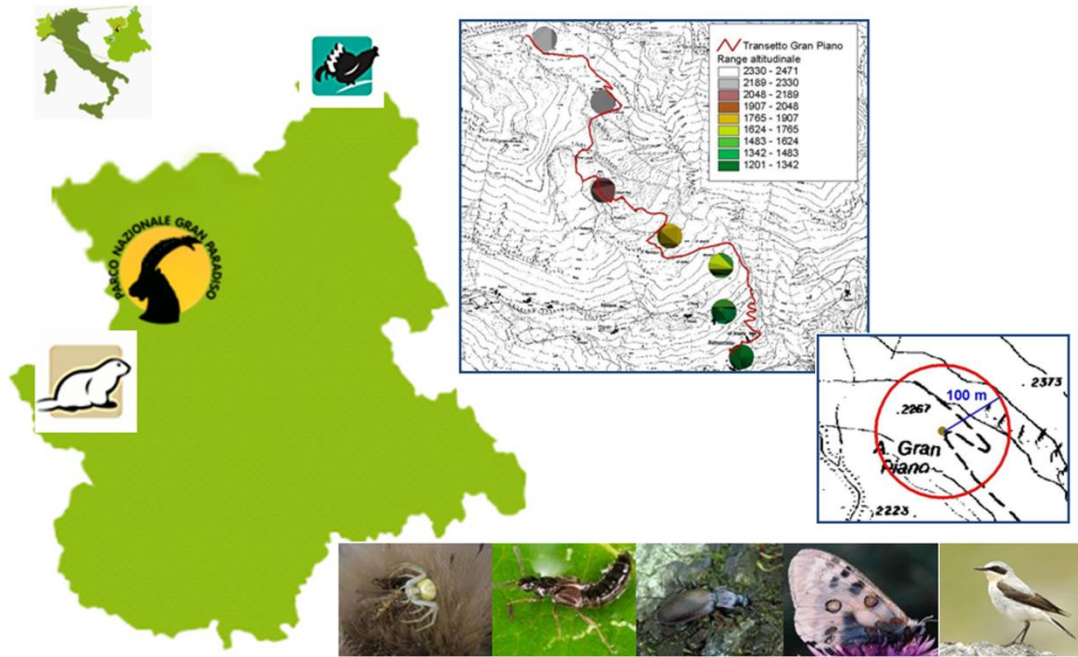 PARCO NAZIONALE GRAN PARADISO
Transetto Gran Piano
Range altitudinale
2330 - 2471
2189 - 2330
2048 - 2189
1907 - 2048
1765 - 1907
1624 - 1765
1483 - 1624
1342 - 1483
1201 - 1342
.2373
100 m
.2267
A. Gran
Piano
.2223